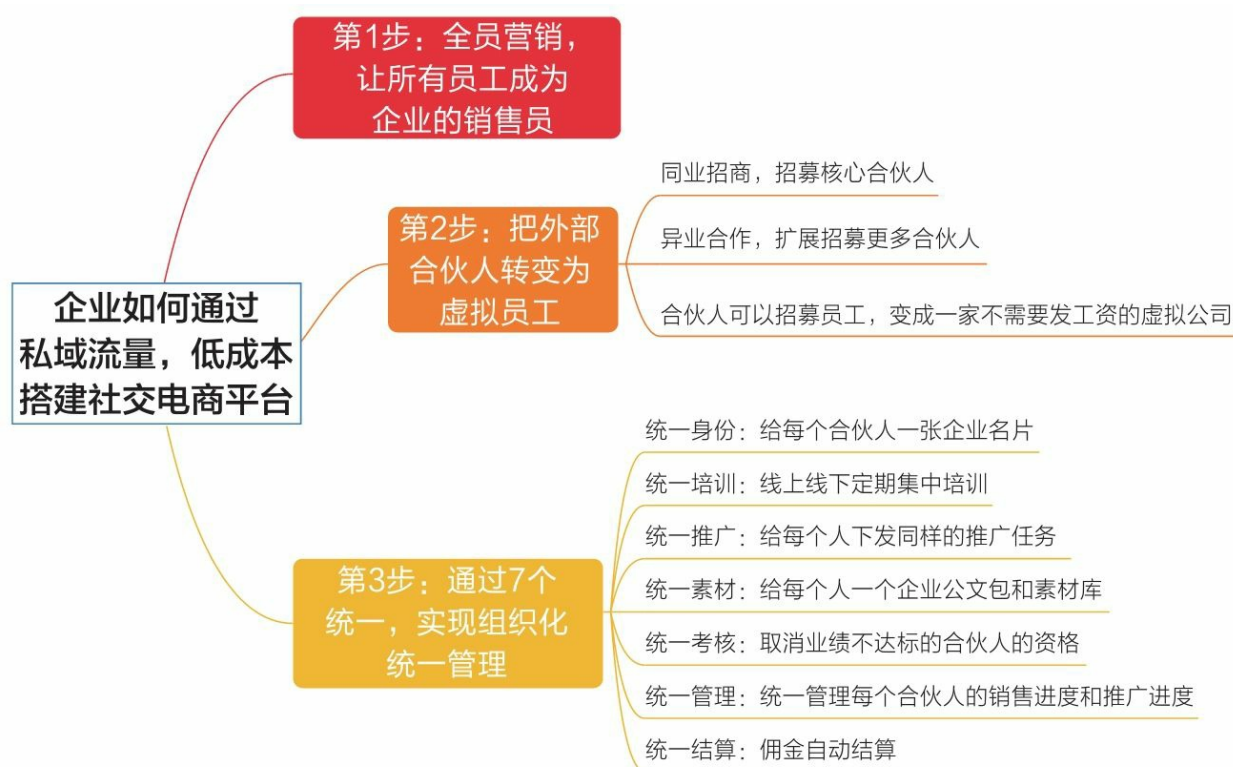 企业如何通过
私域流量，低成本
搭建社交电商平台
第1步：全员营销，
让所有员工成为
企业的销售员
第2步：把外部
合伙人转变为
虚拟员工
同业招商，招募核心合伙人
异业合作，扩展招募更多合伙人
合伙人可以招募员工，变成一家不需要发工资的虚拟公司
第3步：通过7个
统一，实现组织化
统一管理
统一身份：给每个合伙人一张企业名片
统一培训：线上线下定期集中培训
统一推广：给每个人下发同样的推广任务
统一素材：给每个人一个企业公文包和素材库
统一考核：取消业绩不达标的合伙人的资格
统一管理：统一管理每个合伙人的销售进度和推广进度
统一结算：佣金自动结算